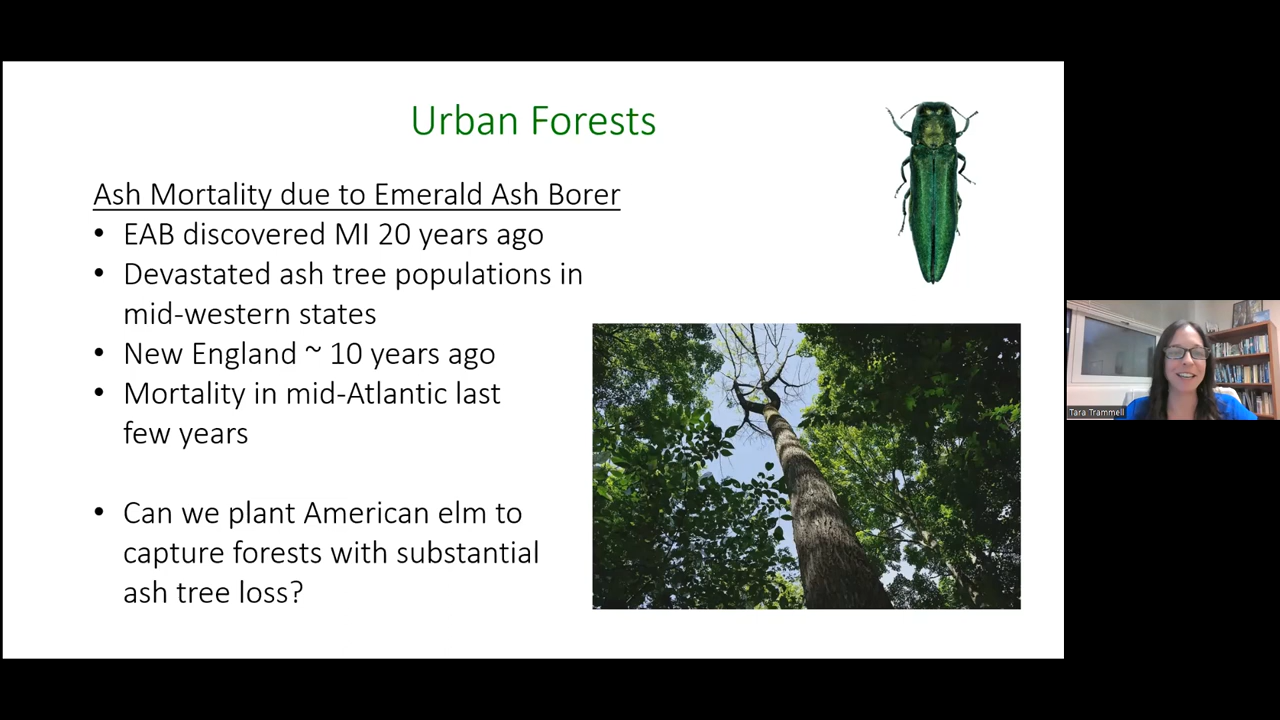 Urban Forests
Ash Mortality due to Emerald Ash Borer
• EAB discovered MI 20 years ago
• Devastated ash tree populations in
mid-western states
• New England ~ 10 years ago
• Mortality in mid-Atlantic last
few years
• Can we plant American elm to
capture forests with substantial
ash tree loss?
Tara Trammell